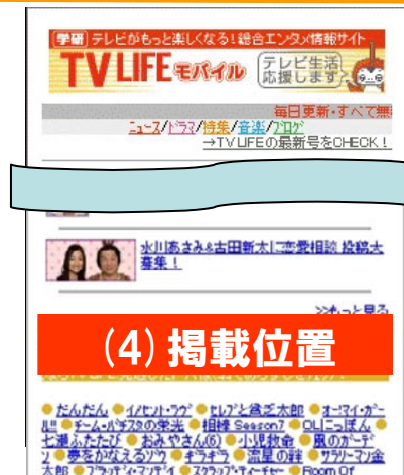 学研 テレビがもっと楽しくなる!総合エンタメ情報サイト
TV LIFE モバイル テレビ生活応援します
毎日更新・すべて無
ニュース/ドラマ/特集/音楽/ブログ
→TV LIFEの最新号をCHECK!
水川あさみ&古田新太に恋愛相談 投稿大
募集!
>>もっと見る
(4)掲載位置
●だんだん ●イノセント・ラヴ ●セレブと貧乏太郎 ●オー!マイ・ガー
ル!! ●チーム・バチスタの栄光 ●相棒 Season7 ●OLにっぽん ●
七瀬ふたたび ●おみやさん(6) ●小児救命 ●風のガーデ
ン ●夢をかなえるゾウ ●ギラギラ ●流星の絆 ●サラリーマン金
太郎 ●ブラッディ・マンデイ ●スクラップ・ティーチャー ●Room Of